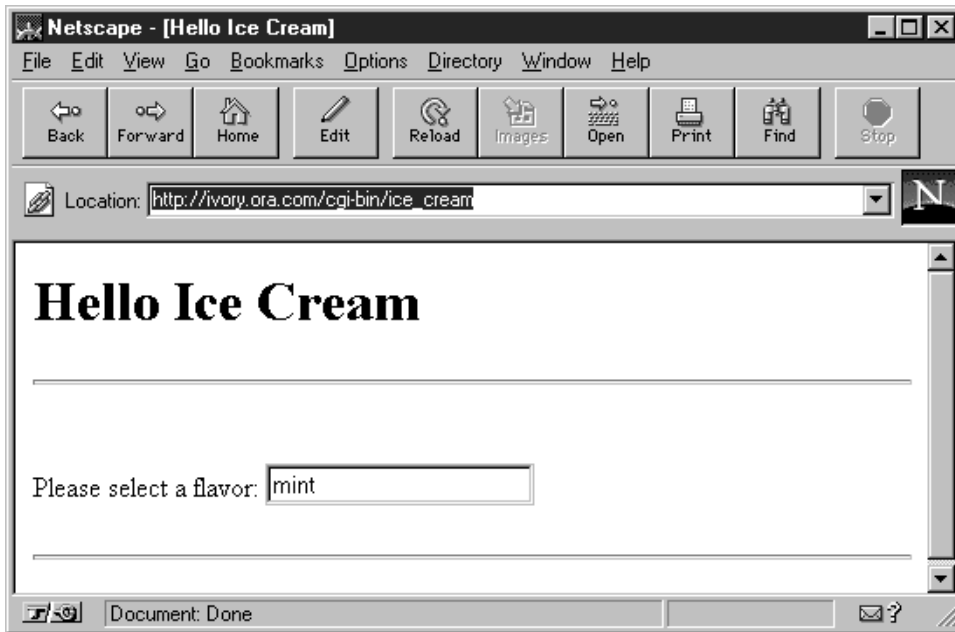 Netscape - [Hello Ice Cream]
File Edit View Go Bookmarks Options Directory Window Help
Back Forward Home Edit Reload Images Open Print Find Stop
Location: http://ivory.ora.com/cgi-bin/ice_cream
N
Hello Ice Cream
Please select a flavor: mint
Document: Done ?